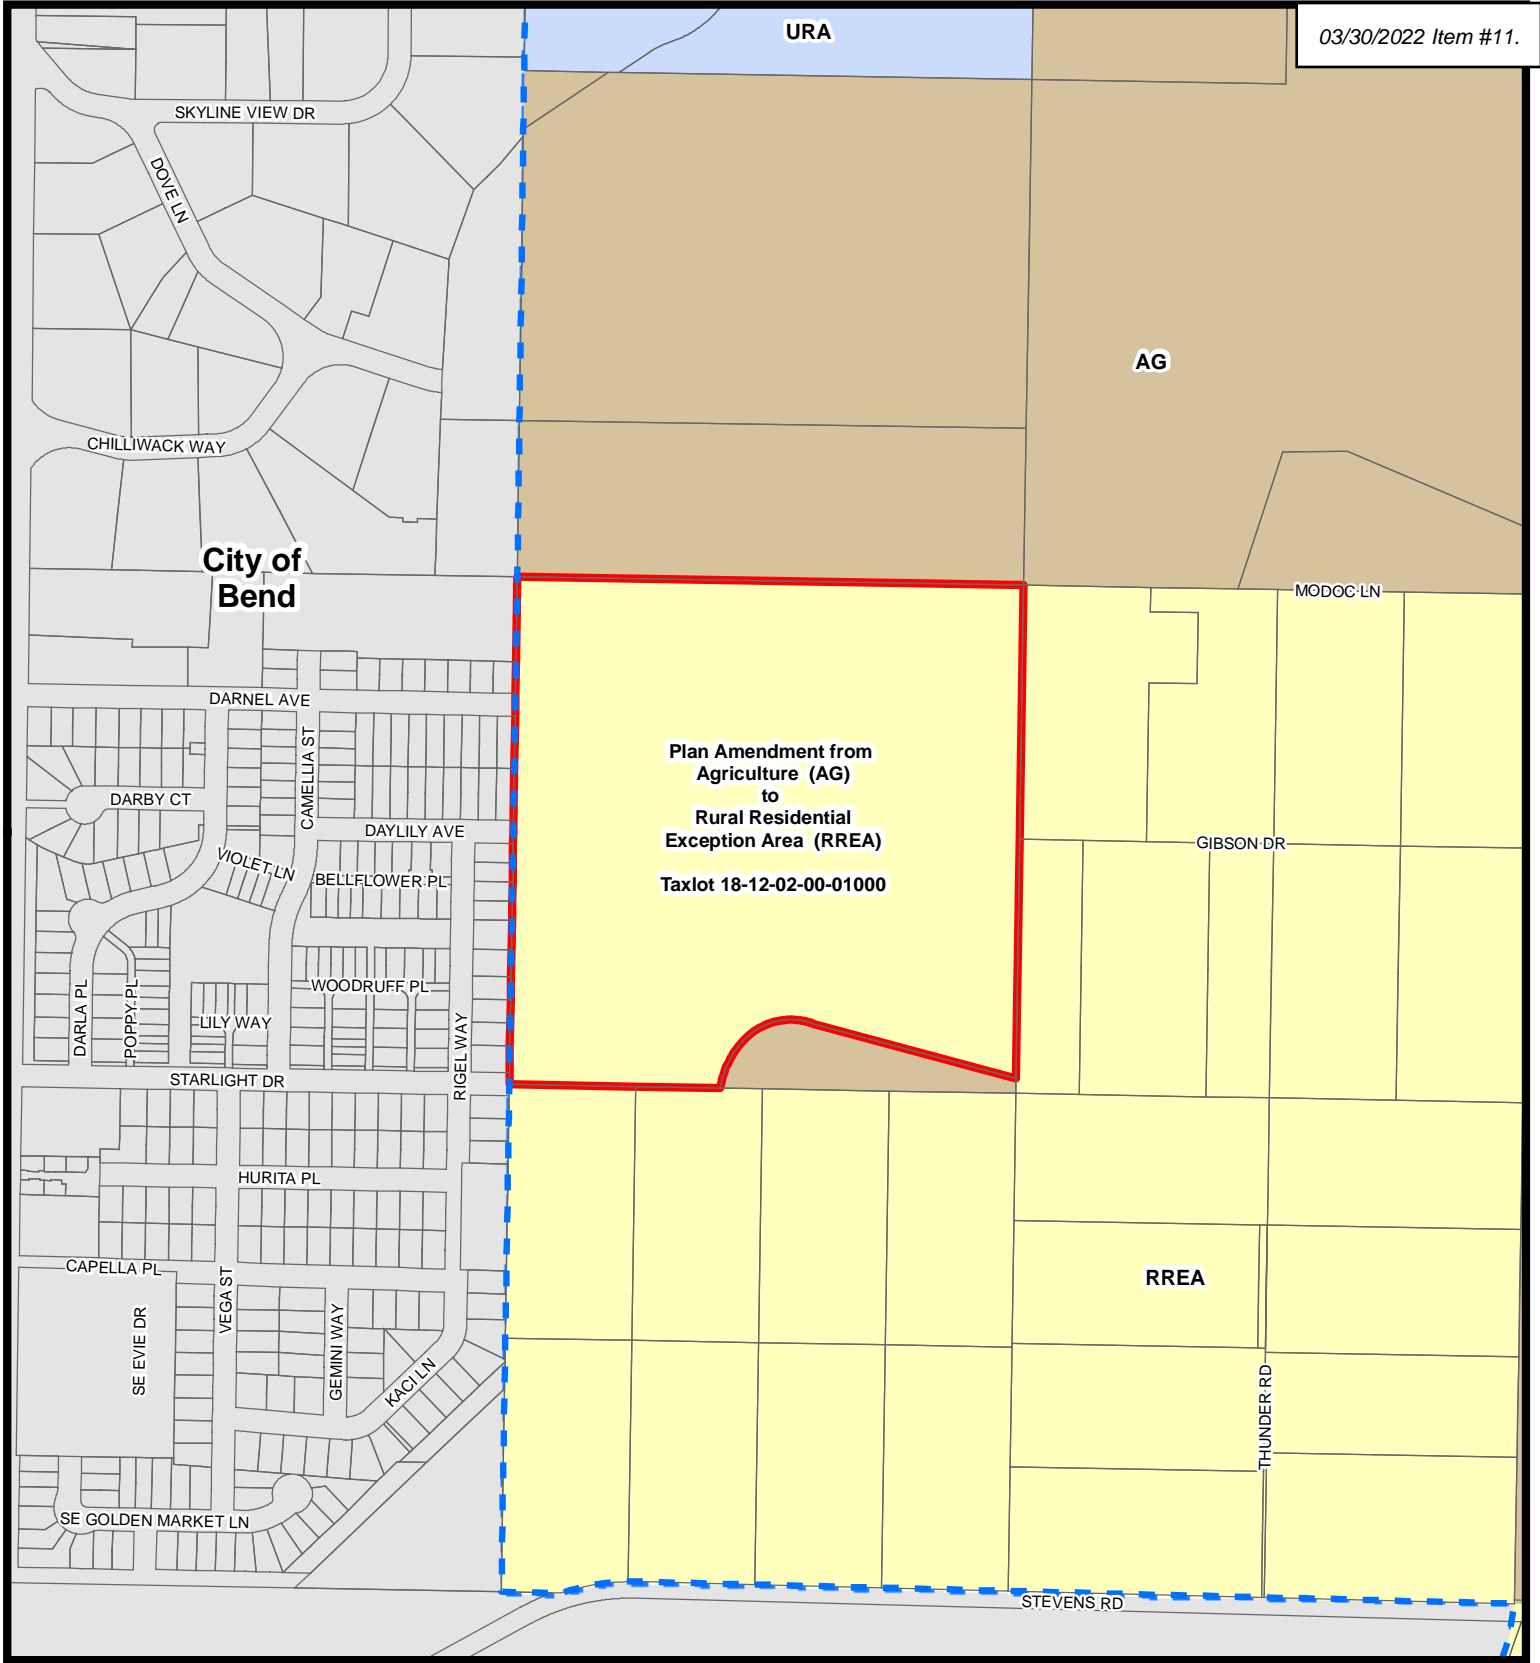 URA
03/30/2022 Item #11.
SKYLINE VIEW DR
DOVE LN
AG
CHILLIWACK WAY
City of
Bend
MODOC LN
DARNEL AVE
CAMELLIA ST
Plan Amendment from
Agriculture (AG)
to
Rural Residential
Exception Area (RREA)
Taxlot 18-12-02-00-01000
DARBY CT
DAYLILY AVE
GIBSON DR
VIOLET LN
BELLFLOWER PL
WOODRUFF PL
DARLA PL
POPPY PL
LILY WAY
RIGEL WAY
STARLIGHT DR
HURITA PL
CAPELLA PL
RREA
VEGA ST
SE EVIE DR
GEMINI WAY
KACI LN
THUNDER RD
SE GOLDEN MARKET LN
STEVENS RD